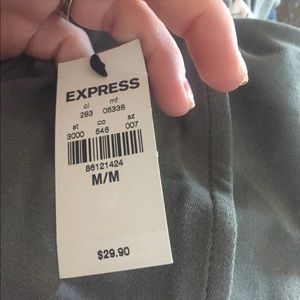 EXPRESS
cl mf
283 06338
st co sz
3000 646 007
86121424
M/M
$29.90